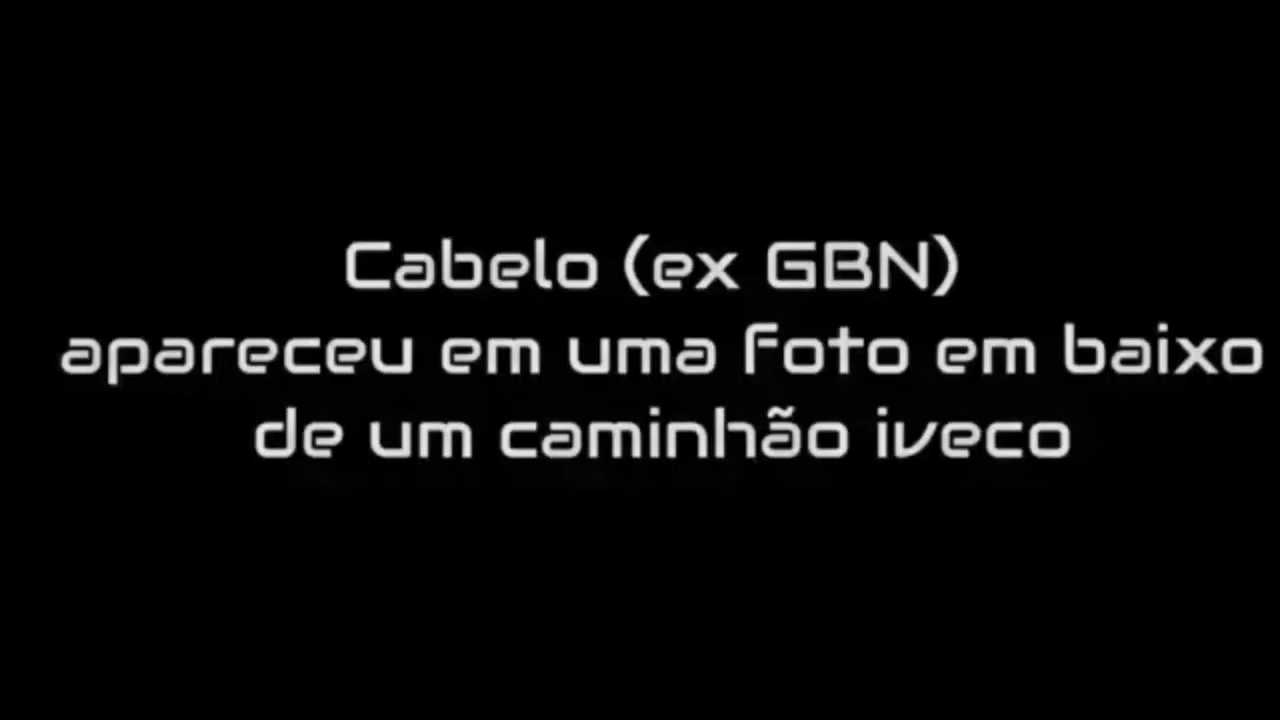 Cabelo (ex GBN)
apareceu em uma foto em baixo
de um caminhão iveco